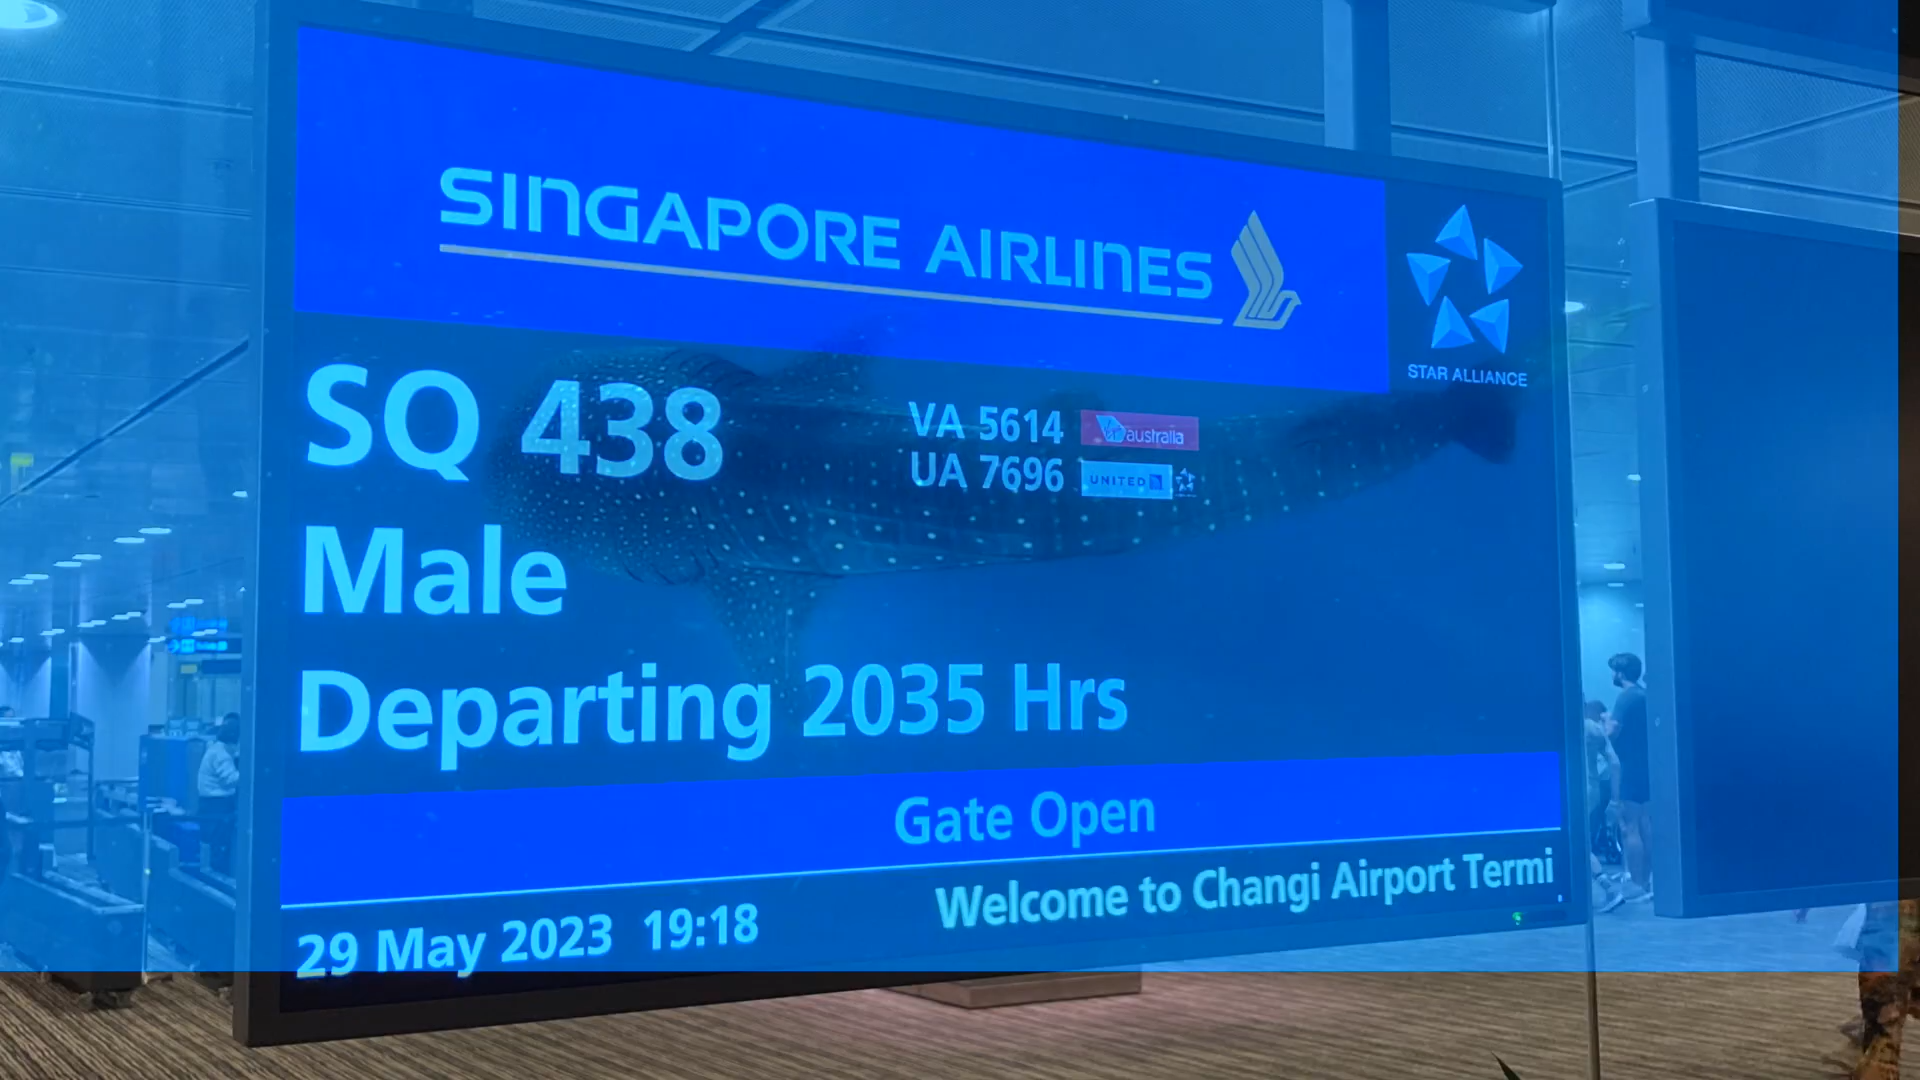 SINGAPORE AIRLINES
STAR ALLIANCE
SQ 438
VA 5614
australia
UA 7696 UNITED
Male
Departing 2035 Hrs
Gate Open
Welcome to Changi Airport Termi
29 May 2023 19:18